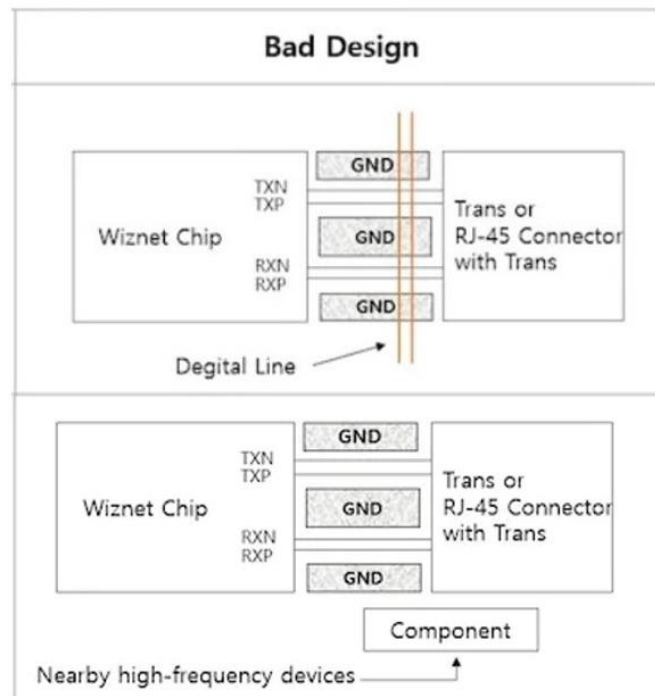 Bad Design
GND
TXN
TXP
Wiznet Chip
GND
Trans or
RJ-45 Connector
with Trans
RXN
RXP
GND
Degital Line
GND
TXN
TXP
Wiznet Chip
GND
Trans or
RJ-45 Connector
with Trans
RXN
RXP
GND
Component
Nearby high-frequency devices